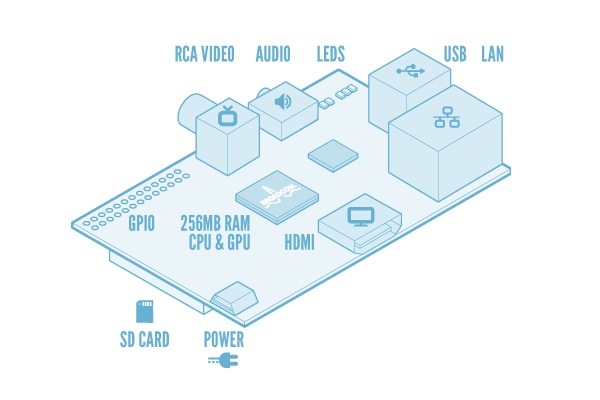 RCA VIDEO
AUDIO
LEDS
USB
LAN
GPIO
256MB RAM
CPU & GPU
HDMI
SD CARD
POWER